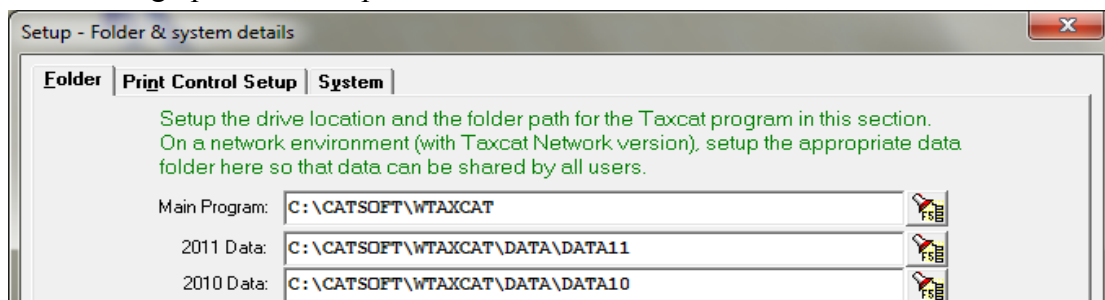 Setup - Folder & system details
Folder Print Control Setup System
Setup the drive location and the folder path for the Taxcat program in this section.
On a network environment (with Taxcat Network version), setup the appropriate data
folder here so that data can be shared by all users.
Main Program: C:\CATSOFT\WTAXCAT F5
2011 Data: C:\CATSOFT\WTAXCAT\DATA\DATA11 F5
2010 Data: C:\CATSOFT\WTAXCAT\DATA\DATA10 F5